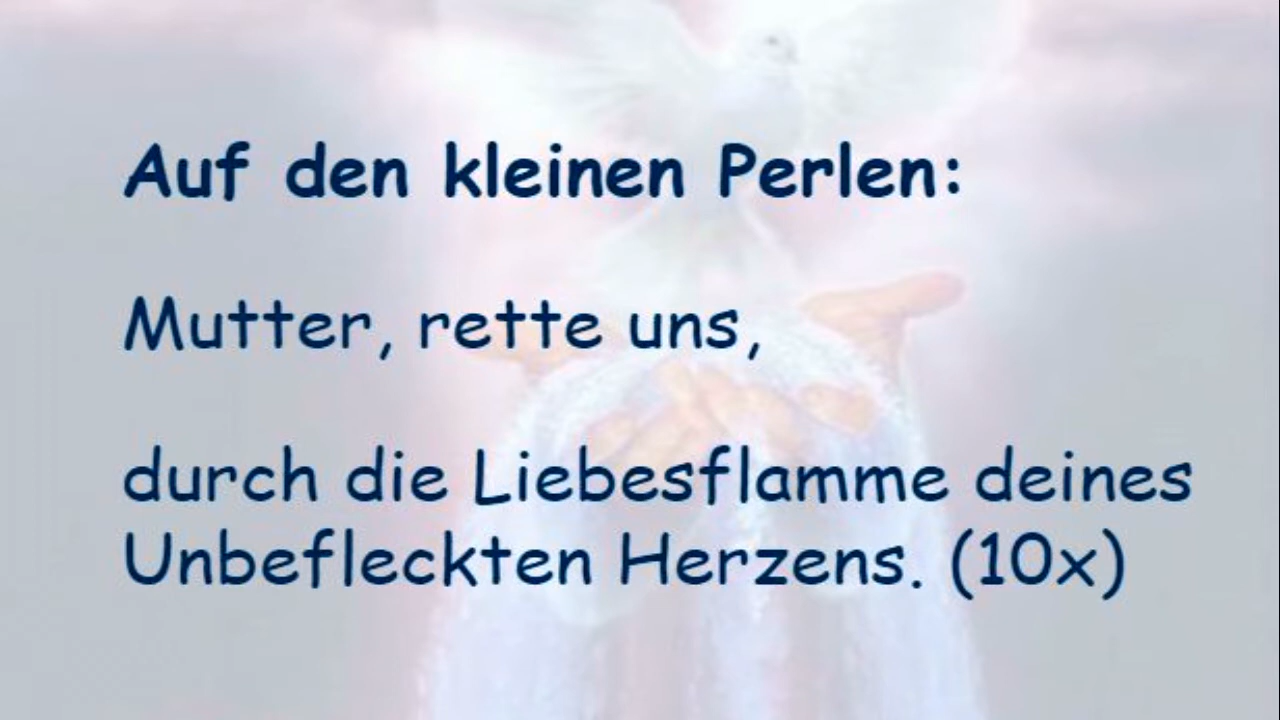 Auf den kleinen Perlen:
Mutter, rette uns,
durch die Liebesflamme deines
Unbefleckten Herzens. (10x)